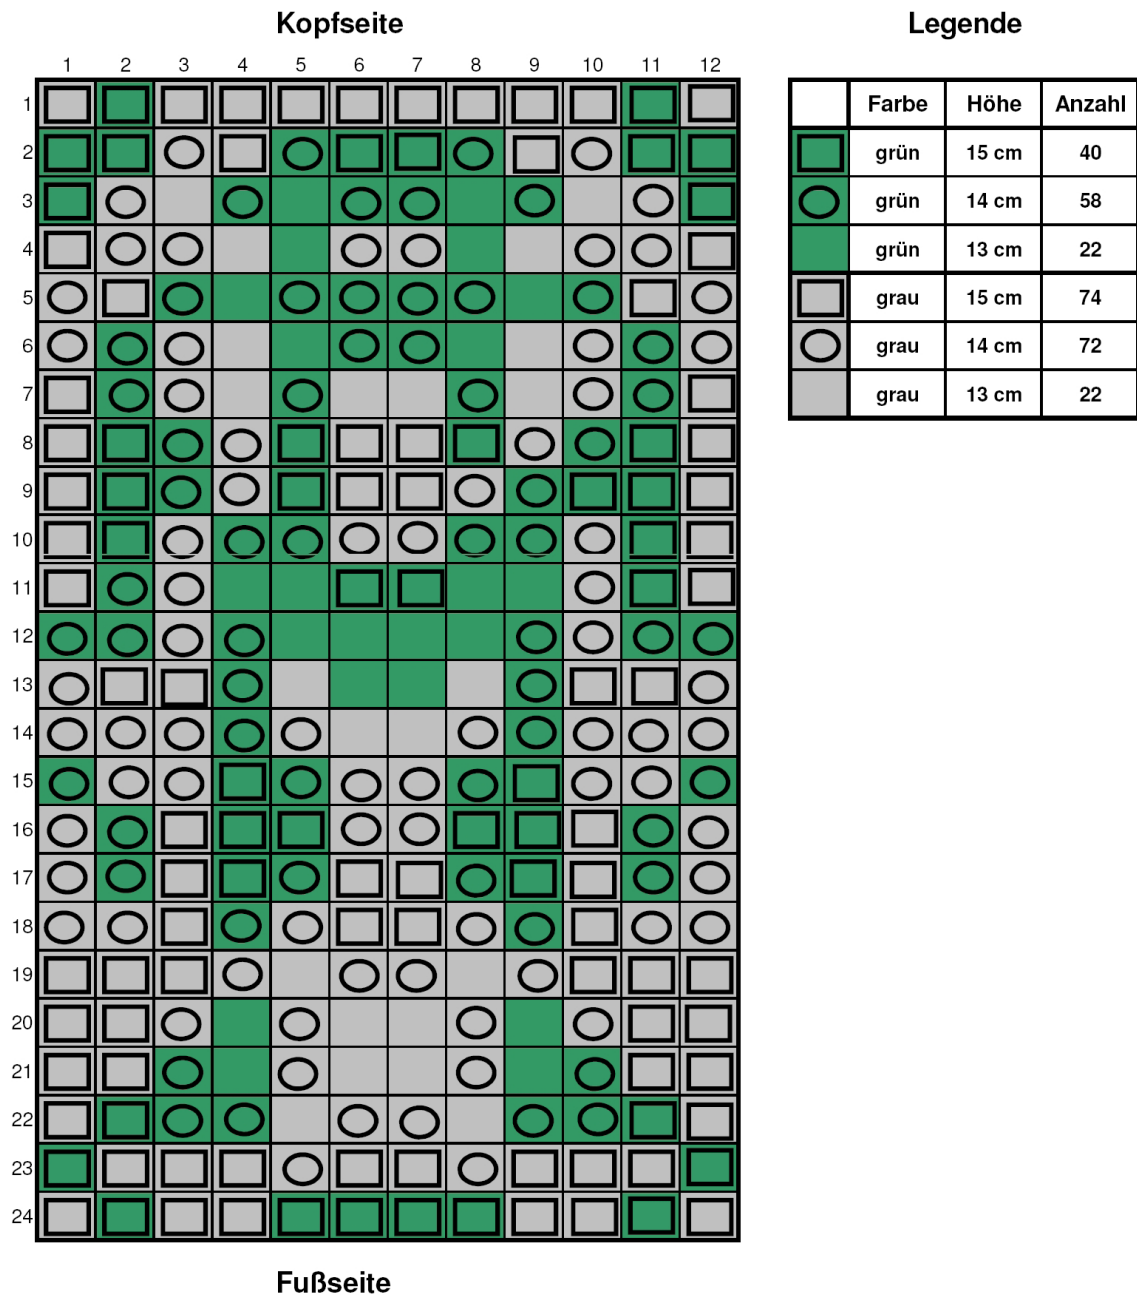 Kopfseite
Legende
1 2 3 4 5 6 7 8 9 10 11 12
Farbe Höhe Anzahl
grün 15 cm 40
grün 14 cm 58
grün 13 cm 22
grau 15 cm 74
grau 14 cm 72
grau 13 cm 22
1
2
3
4
5
6
7
8
9
10
11
12
13
14
15
16
17
18
19
20
21
22
23
24
Fußseite